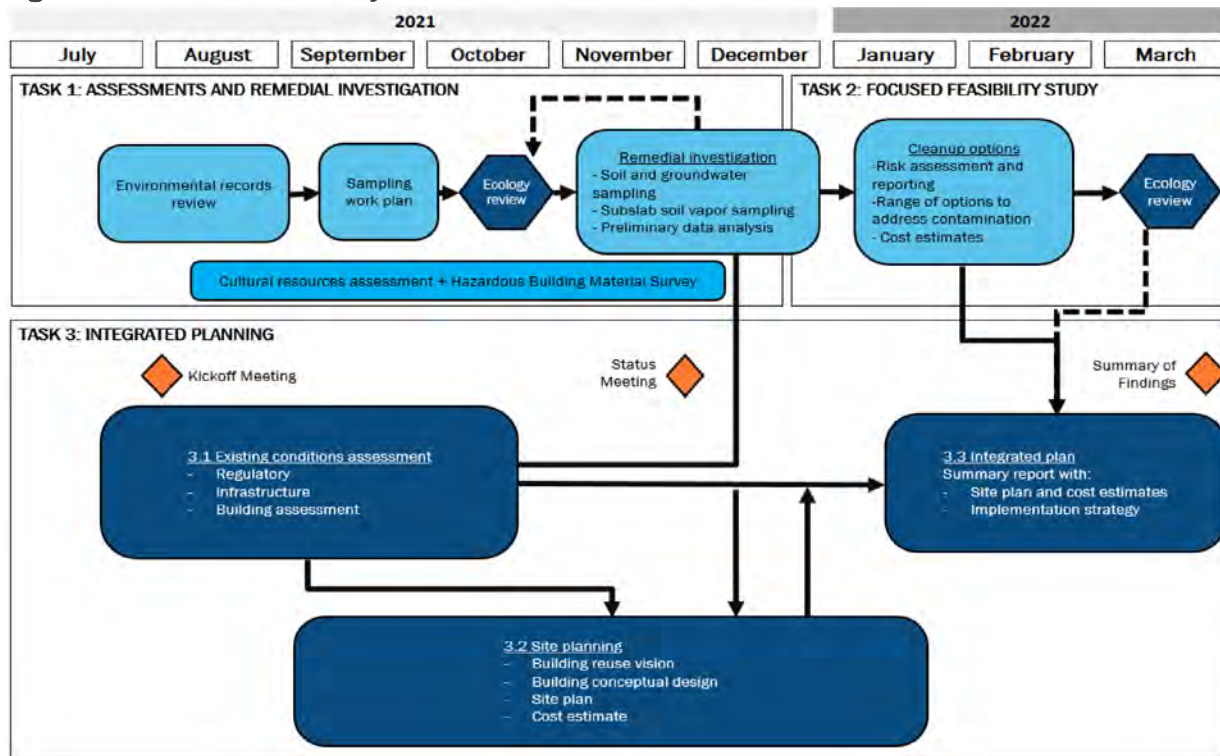 2021
2022
July
August
September
October
November
December
January
February
March
TASK 1: ASSESSMENTS AND REMEDIAL INVESTIGATION
Environmental records
review
Sampling
work plan
Ecology
review
Remedial investigation
- Soil and groundwater
sampling
- Subslab soil vapor sampling
- Preliminary data analysis
Cultural resources assessment + Hazardous Building Material Survey
TASK 2: FOCUSED FEASIBILITY STUDY
Cleanup options
-Risk assessment and
reporting
-Range of options to
address contamination
- Cost estimates
Ecology
review
TASK 3: INTEGRATED PLANNING
Kickoff Meeting
Status
Meeting
Summary of
Findings
3.1 Existing conditions assessment
- Regulatory
- Infrastructure
- Building assessment
3.3 Integrated plan
Summary report with:
- Site plan and cost estimates
- Implementation strategy
3.2 Site planning
- Building reuse vision
- Building conceptual design
- Site plan
- Cost estimate